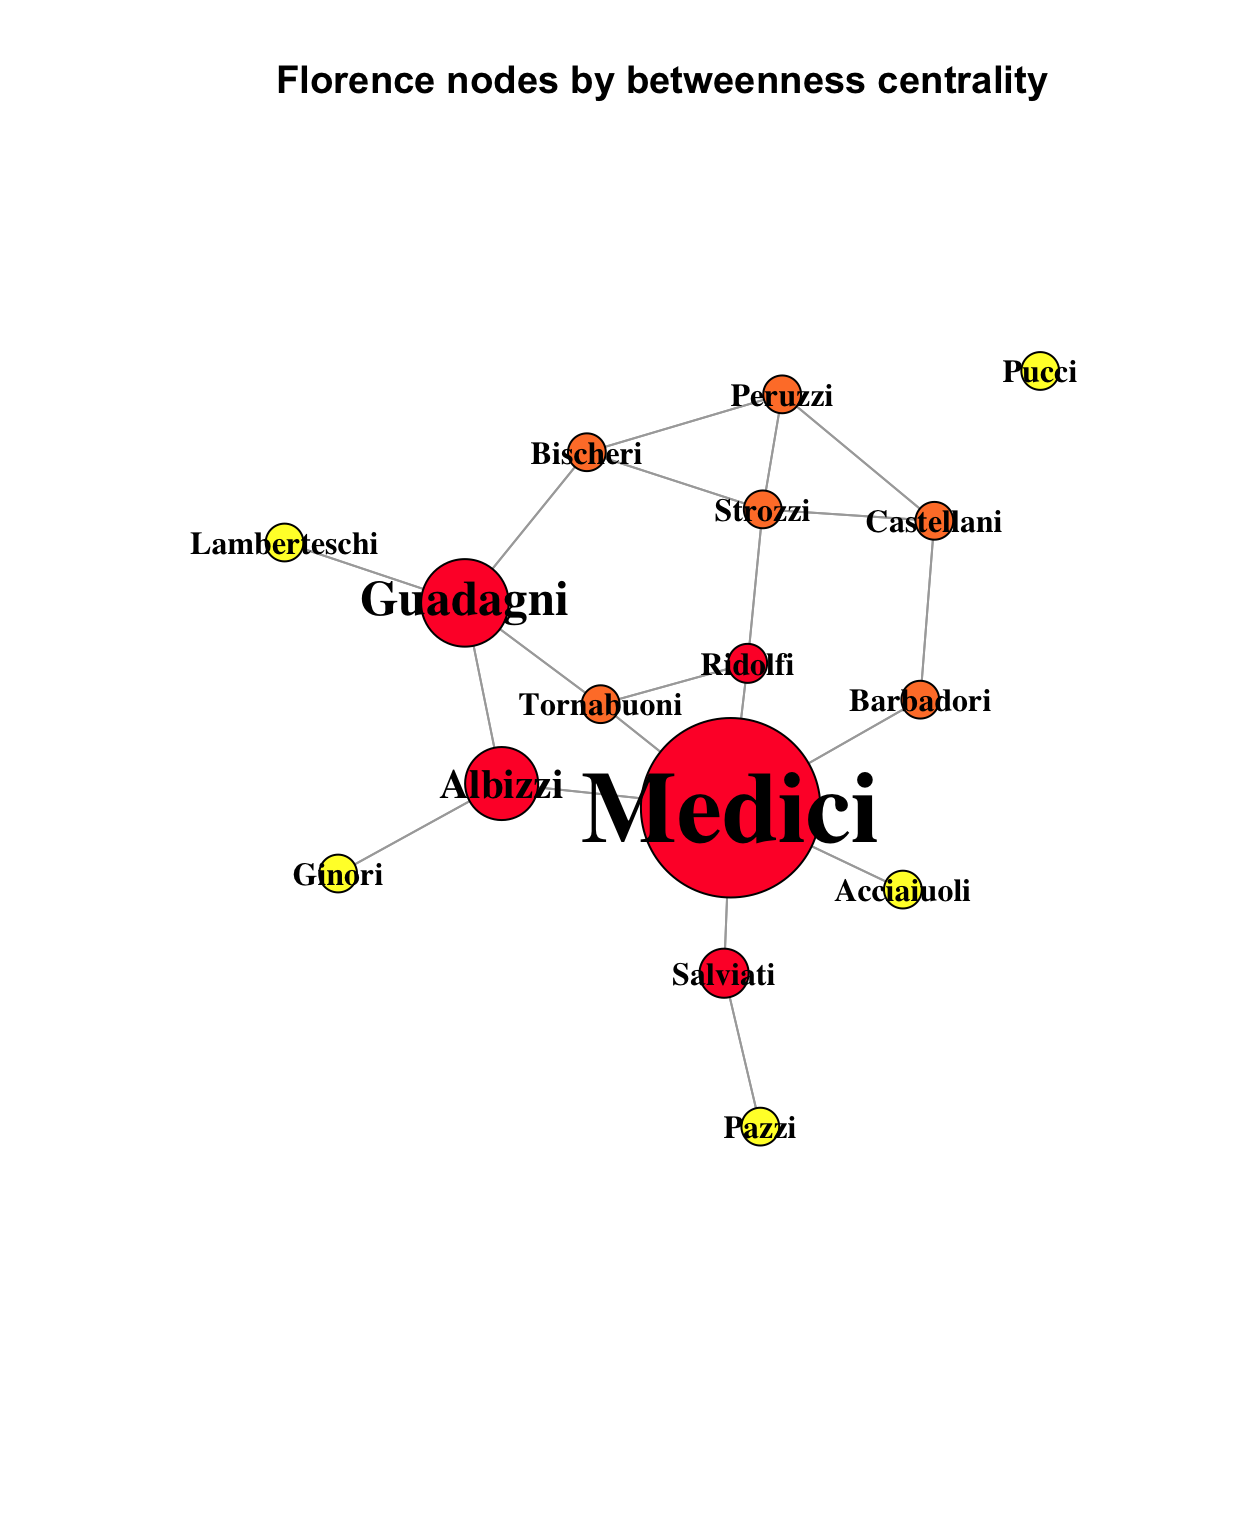 Florence nodes by betweenness centrality
Pucci
Peruzzi
Bischeri
Strozzi
Castellani
Lamberteschi
Guadagni
Ridolfi
Barbadori
Tornabuoni
Albizzi
Medici
Ginori
Acciaiuoli
Salviati
Pazzi